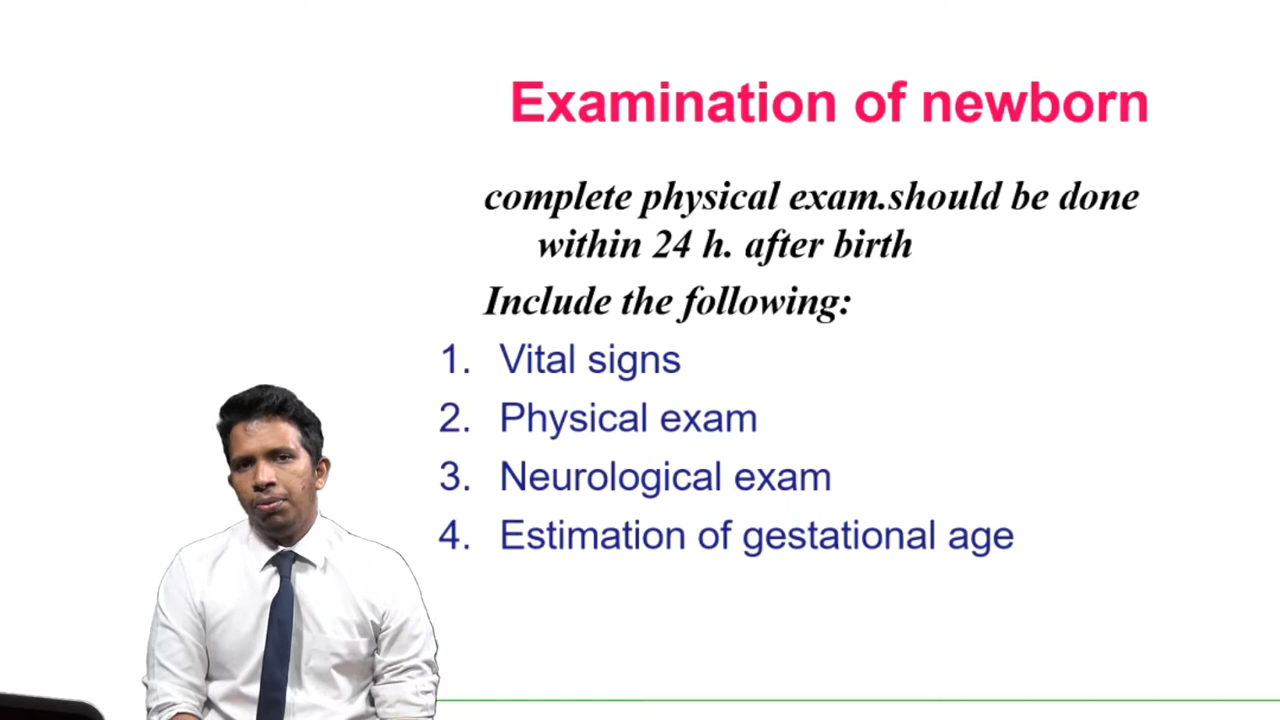 Examination of newborn
complete physical exam.should be done
within 24 h. after birth
Include the following:
1. Vital signs
2. Physical exam
3. Neurological exam
4. Estimation of gestational age